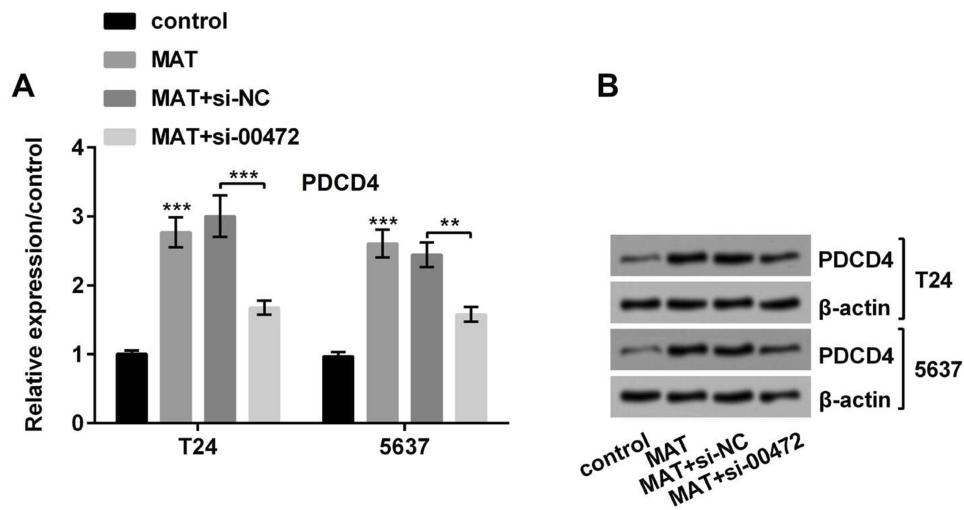 control
MAT
MAT+si-NC
MAT+si-00472
A
B
Relative expression/control
4
3
2
1
0
PDCD4
***
***
***
**
T24
5637
PDCD4
β-actin
T24
PDCD4
β-actin
5637
control
MAT
MAT+si-NC
MAT+si-00472